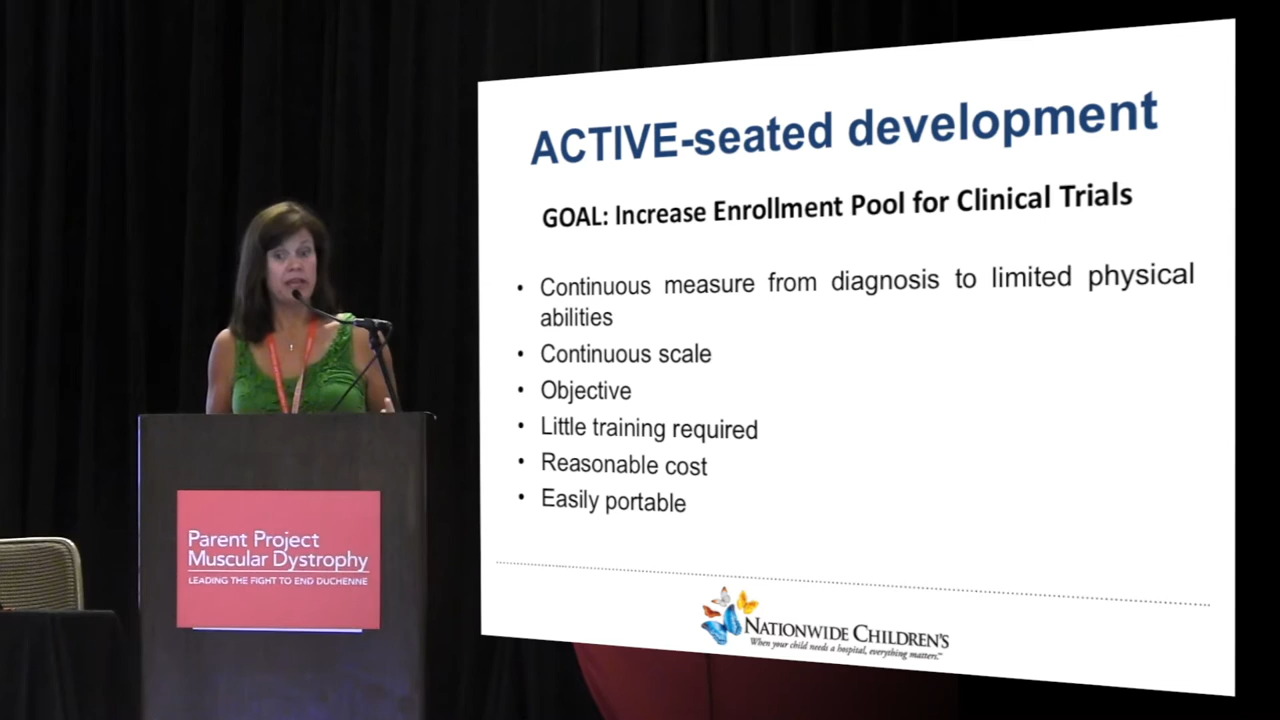 ACTIVE-seated development
GOAL: Increase Enrollment Pool for Clinical Trials
• Continuous measure from diagnosis to limited physical
abilities
• Continuous scale
• Objective
• Little training required
• Reasonable cost
• Easily portable
NATIONWIDE CHILDREN'S
When your child needs a hospital, everything matters.™
Parent Project
Muscular Dystrophy
LEADING THE FIGHT TO END DUCHENNE